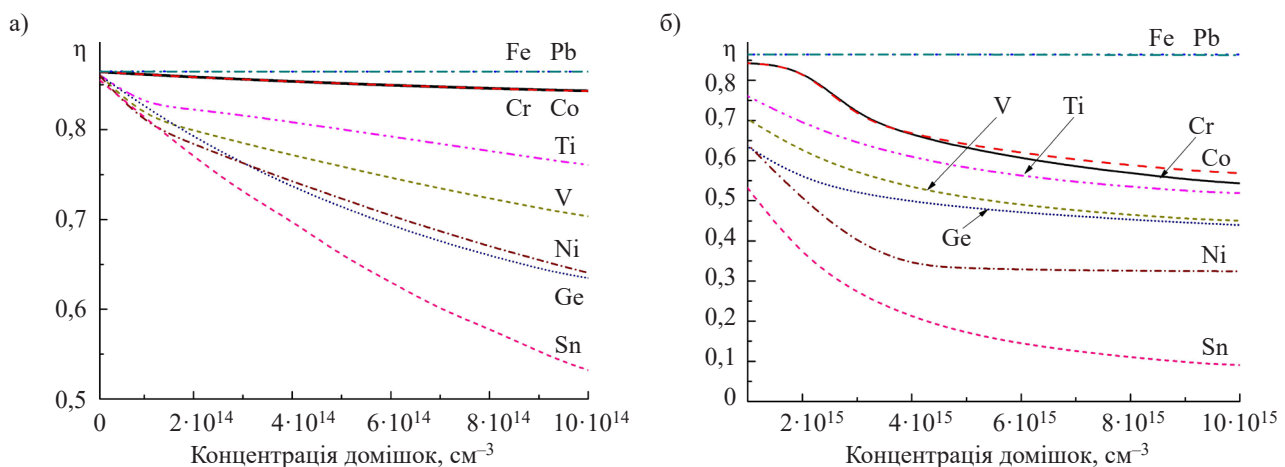 а)
η
Fe Pb
Cr Co
Ti
V
Ni
Ge
Sn
0,8
0,7
0,6
0,5
0 2·10¹⁴ 4·10¹⁴ 6·10¹⁴ 8·10¹⁴ 10·10¹⁴
Концентрація домішок, см⁻³
б)
η
Fe Pb
V Ti Cr
Co
Ge
Ni
Sn
0,8
0,7
0,6
0,5
0,4
0,3
0,2
0,1
0
2·10¹⁵ 4·10¹⁵ 6·10¹⁵ 8·10¹⁵ 10·10¹⁵
Концентрація домішок, см⁻³